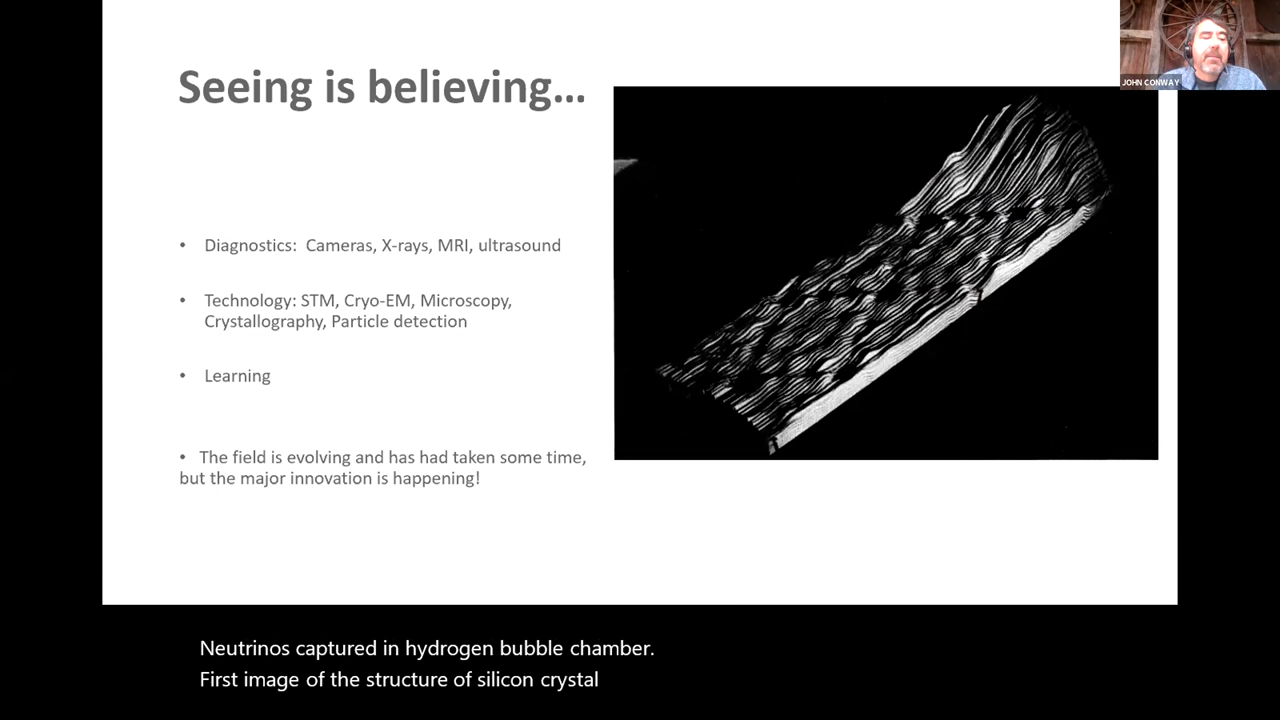 Seeing is believing...
JOHN CONWAY
• Diagnostics: Cameras, X-rays, MRI, ultrasound
• Technology: STM, Cryo-EM, Microscopy,
Crystallography, Particle detection
• Learning
• The field is evolving and has had taken some time,
but the major innovation is happening!
Neutrinos captured in hydrogen bubble chamber.
First image of the structure of silicon crystal